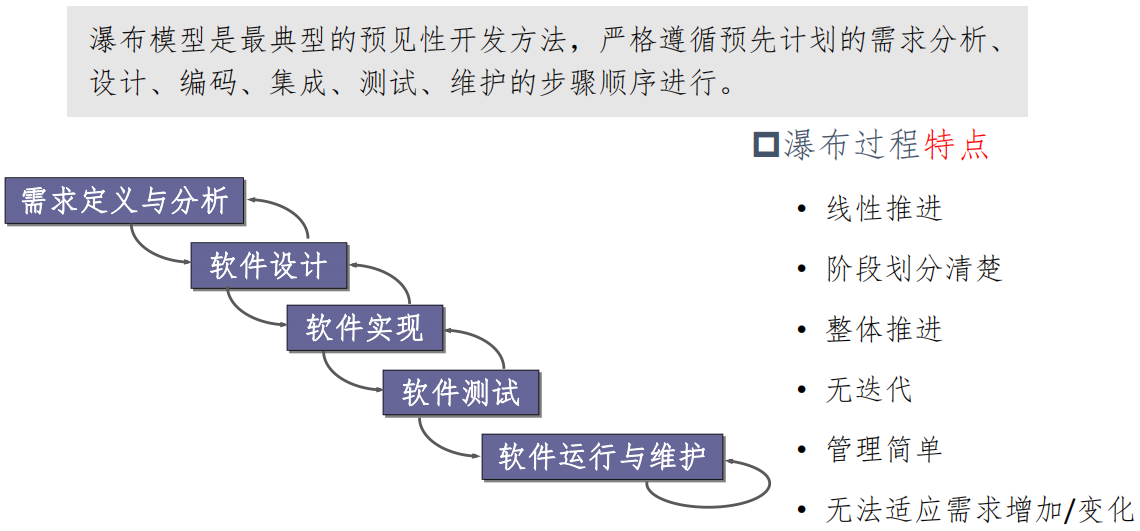 瀑布模型是最典型的预见性开发方法，严格遵循预先计划的需求分析、
设计、编码、集成、测试、维护的步骤顺序进行。
瀑布过程特点
需求定义与分析
软件设计
软件实现
软件测试
软件运行与维护
• 线性推进
• 阶段划分清楚
• 整体推进
• 无迭代
• 管理简单
• 无法适应需求增加/变化